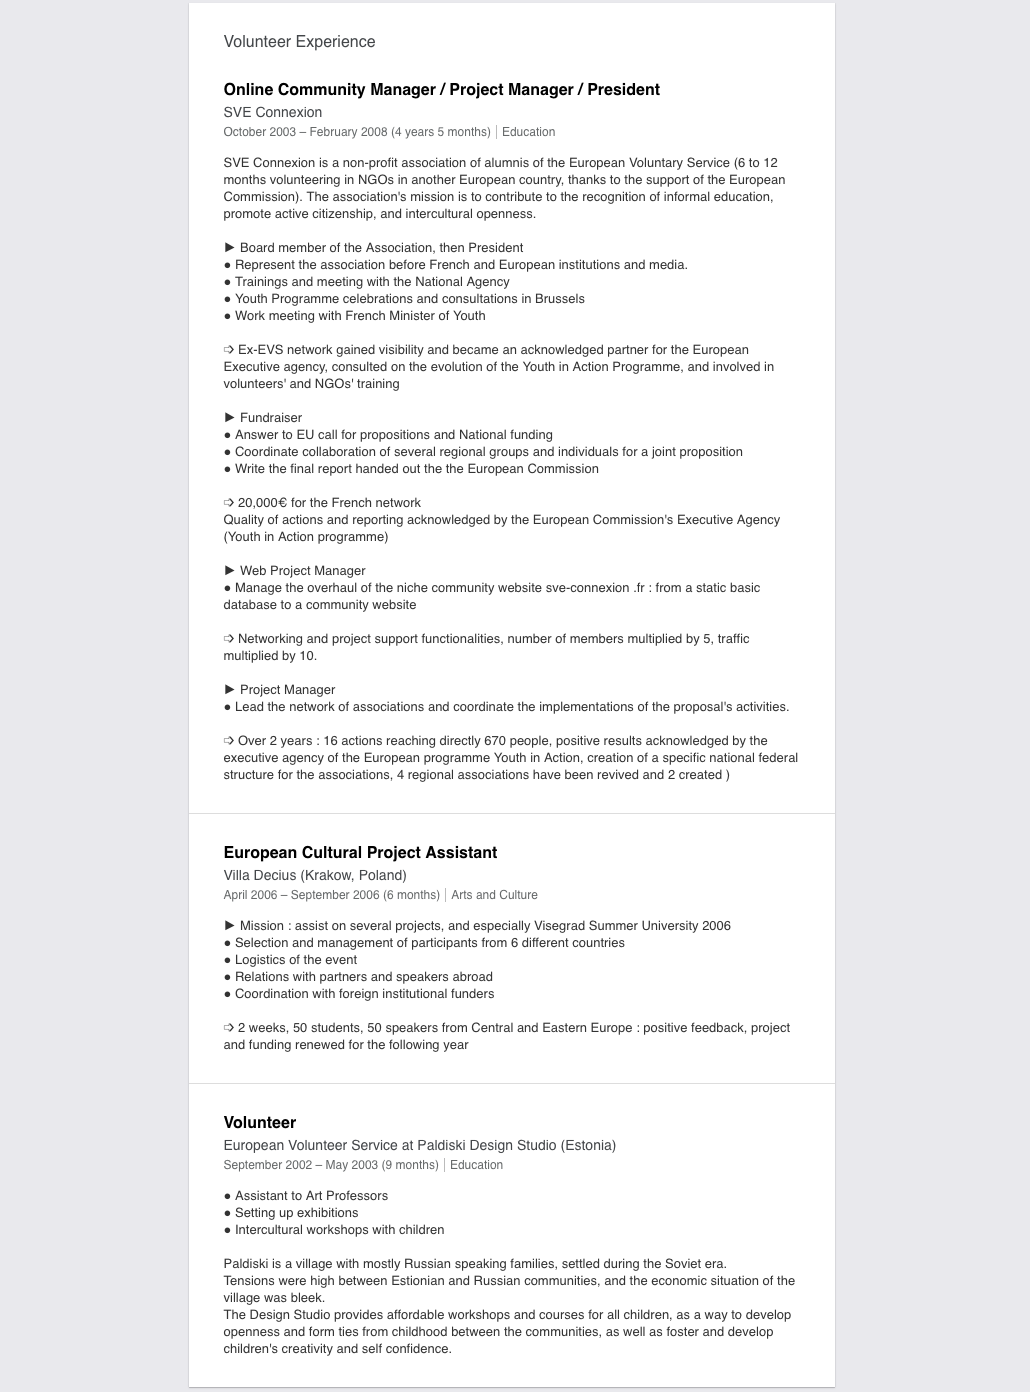 Volunteer Experience
Online Community Manager / Project Manager / President
SVE Connexion
October 2003 – February 2008 (4 years 5 months) | Education
SVE Connexion is a non-profit association of alumnis of the European Voluntary Service (6 to 12
months volunteering in NGOs in another European country, thanks to the support of the European
Commission). The association's mission is to contribute to the recognition of informal education,
promote active citizenship, and intercultural openness.
► Board member of the Association, then President
● Represent the association before French and European institutions and media.
● Trainings and meeting with the National Agency
● Youth Programme celebrations and consultations in Brussels
● Work meeting with French Minister of Youth
➩ Ex-EVS network gained visibility and became an acknowledged partner for the European
Executive agency, consulted on the evolution of the Youth in Action Programme, and involved in
volunteers' and NGOs' training
► Fundraiser
● Answer to EU call for propositions and National funding
● Coordinate collaboration of several regional groups and individuals for a joint proposition
● Write the final report handed out the the European Commission
➩ 20,000€ for the French network
Quality of actions and reporting acknowledged by the European Commission's Executive Agency
(Youth in Action programme)
► Web Project Manager
● Manage the overhaul of the niche community website sve-connexion .fr : from a static basic
database to a community website
➩ Networking and project support functionalities, number of members multiplied by 5, traffic
multiplied by 10.
► Project Manager
● Lead the network of associations and coordinate the implementations of the proposal's activities.
➩ Over 2 years : 16 actions reaching directly 670 people, positive results acknowledged by the
executive agency of the European programme Youth in Action, creation of a specific national federal
structure for the associations, 4 regional associations have been revived and 2 created )
European Cultural Project Assistant
Villa Decius (Krakow, Poland)
April 2006 – September 2006 (6 months) | Arts and Culture
► Mission : assist on several projects, and especially Visegrad Summer University 2006
● Selection and management of participants from 6 different countries
● Logistics of the event
● Relations with partners and speakers abroad
● Coordination with foreign institutional funders
➩ 2 weeks, 50 students, 50 speakers from Central and Eastern Europe : positive feedback, project
and funding renewed for the following year
Volunteer
European Volunteer Service at Paldiski Design Studio (Estonia)
September 2002 – May 2003 (9 months) | Education
● Assistant to Art Professors
● Setting up exhibitions
● Intercultural workshops with children
Paldiski is a village with mostly Russian speaking families, settled during the Soviet era.
Tensions were high between Estionian and Russian communities, and the economic situation of the
village was bleek.
The Design Studio provides affordable workshops and courses for all children, as a way to develop
openness and form ties from childhood between the communities, as well as foster and develop
children's creativity and self confidence.